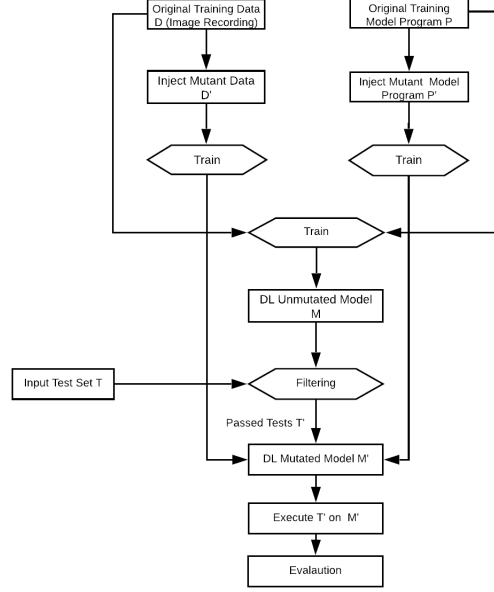 Original Training Data
D (Image Recording)
Original Training
Model Program P
Inject Mutant Data
D'
Inject Mutant Model
Program P'
Train
Train
Train
DL Unmutated Model
M
Input Test Set T
Filtering
Passed Tests T'
DL Mutated Model M'
Execute T' on M'
Evalaution